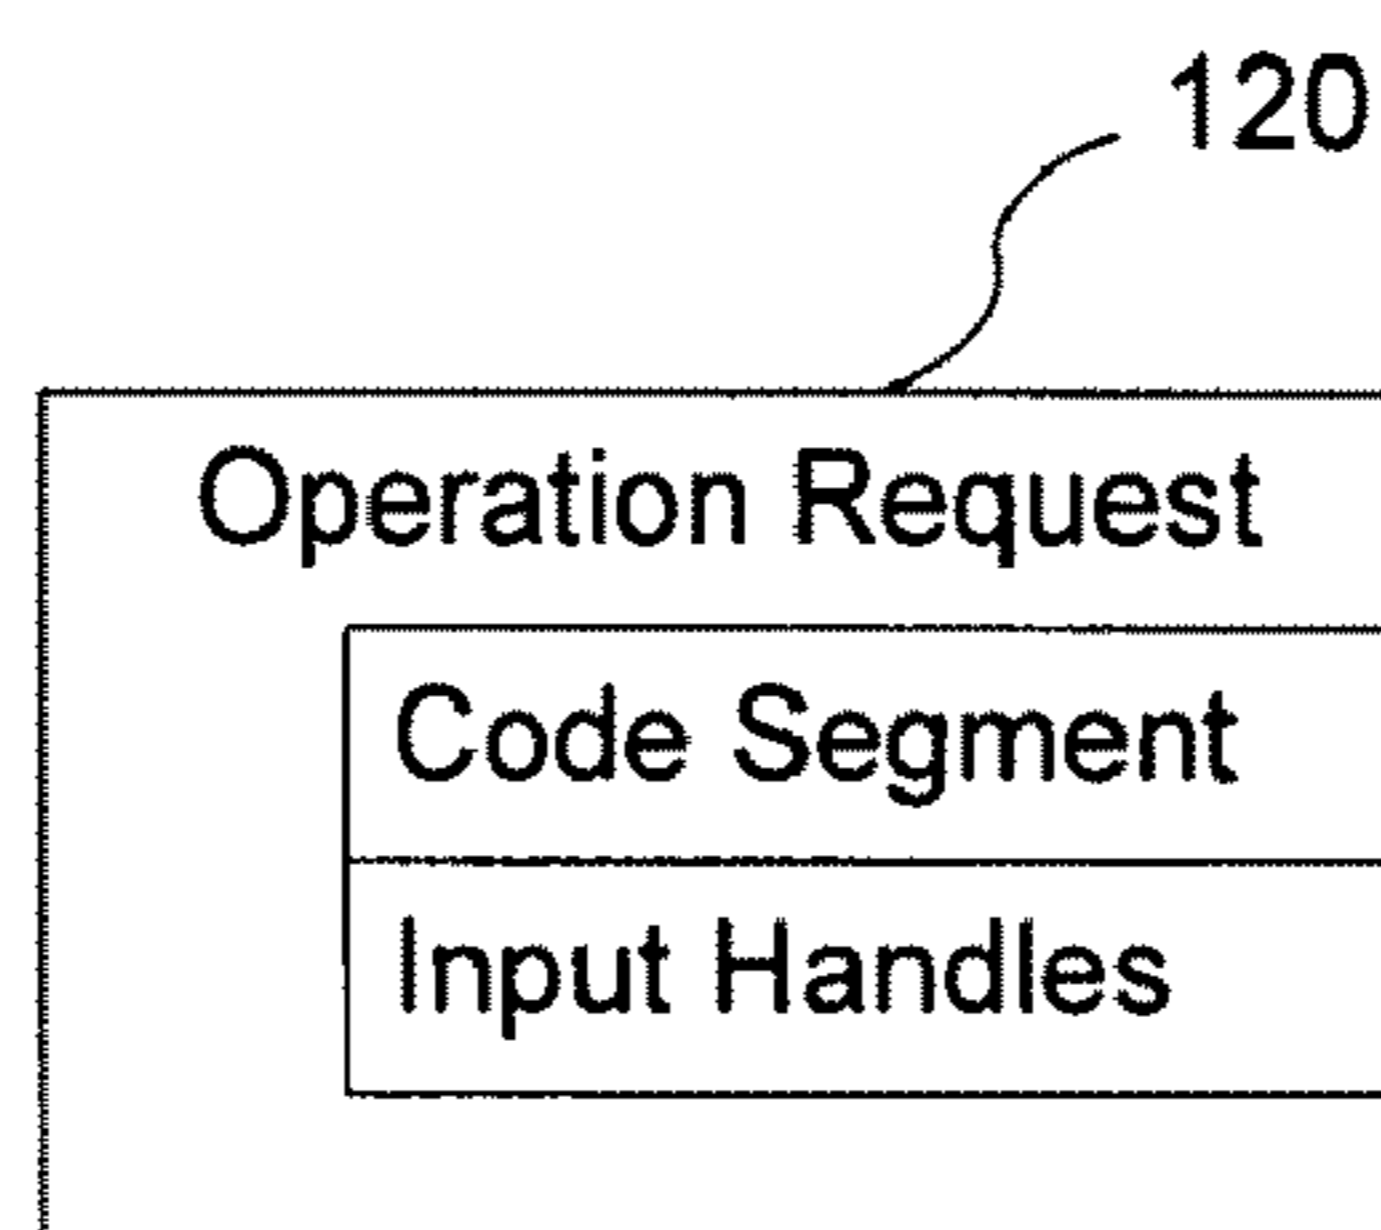 120
Operation Request
Code Segment
Input Handles